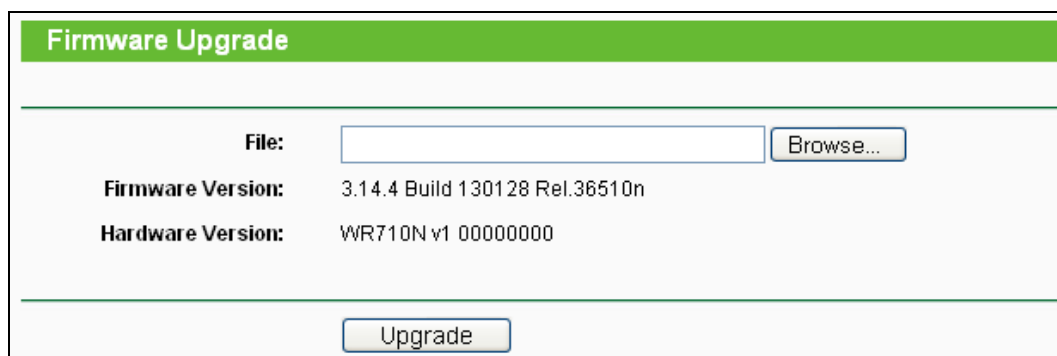 Firmware Upgrade
File: Browse...
Firmware Version: 3.14.4 Build 130128 Rel.36510n
Hardware Version: WR710N v1 00000000
Upgrade